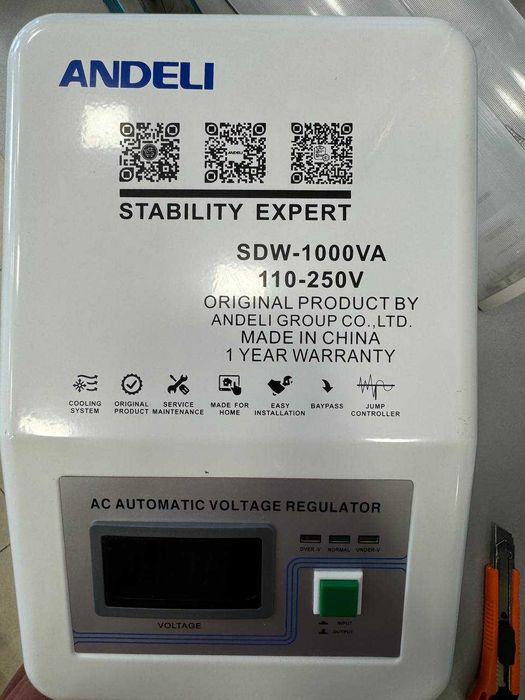 ANDELI
ANDELI
STABILITY EXPERT
SDW-1000VA
110-250V
ORIGINAL PRODUCT BY
ANDELI GROUP CO.,LTD.
MADE IN CHINA
1 YEAR WARRANTY
COOLING SYSTEM
ORIGINAL PRODUCT
SERVICE MAINTENANCE
MADE FOR HOME
EASY INSTALLATION
BAYPASS
JUMP CONTROLLER
AC AUTOMATIC VOLTAGE REGULATOR
OVER-V NORMAL UNDER-V
VOLTAGE
INPUT
OUTPUT